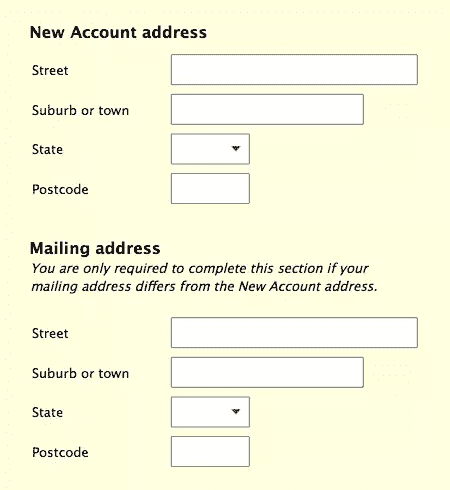 New Account address
Street
Suburb or town
State
Postcode
Mailing address
You are only required to complete this section if your
mailing address differs from the New Account address.
Street
Suburb or town
State
Postcode